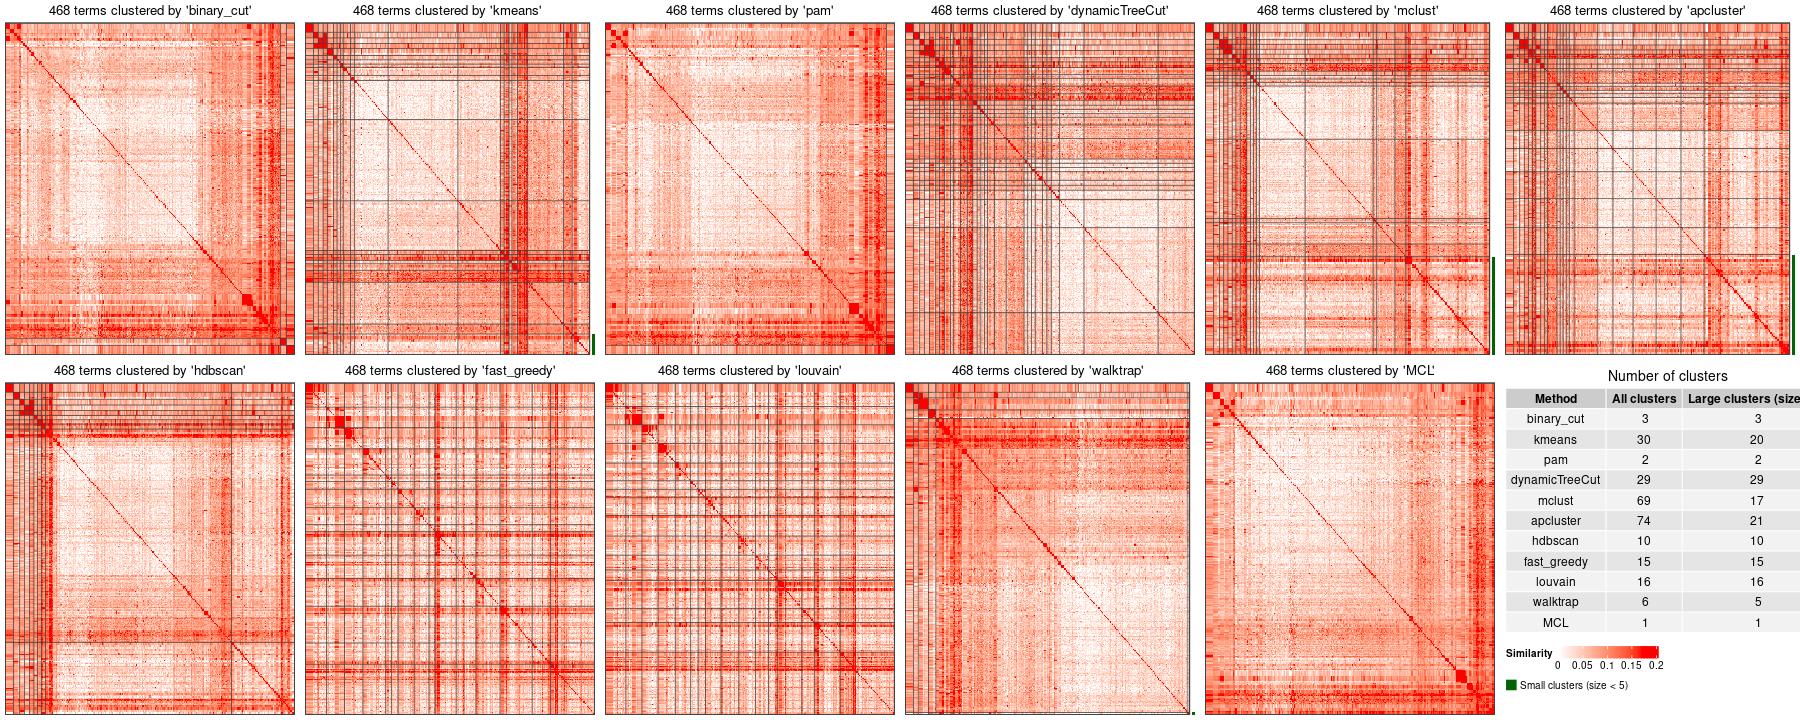 468 terms clustered by 'binary_cut'
468 terms clustered by 'kmeans'
468 terms clustered by 'pam'
468 terms clustered by 'dynamicTreeCut'
468 terms clustered by 'mclust'
468 terms clustered by 'apcluster'
468 terms clustered by 'hdbscan'
468 terms clustered by 'fast_greedy'
468 terms clustered by 'louvain'
468 terms clustered by 'walktrap'
468 terms clustered by 'MCL'
Number of clusters
Method All clusters Large clusters (size
binary_cut 3 3
kmeans 30 20
pam 2 2
dynamicTreeCut 29 29
mclust 69 17
apcluster 74 21
hdbscan 10 10
fast_greedy 15 15
louvain 16 16
walktrap 6 5
MCL 1 1
Similarity
0 0.05 0.1 0.15 0.2
Small clusters (size < 5)